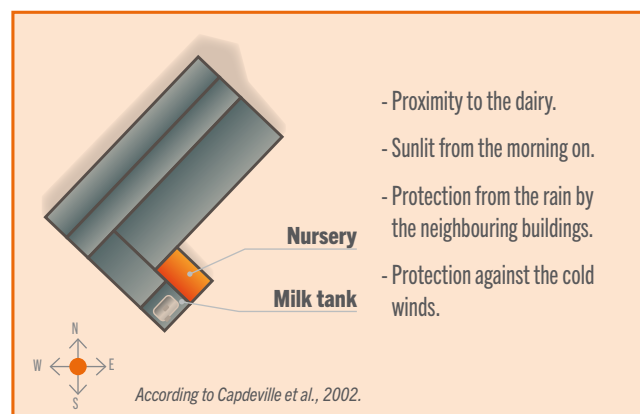 - Proximity to the dairy.
- Sunlit from the morning on.
- Protection from the rain by
the neighbouring buildings.
- Protection against the cold
winds.
Nursery
Milk tank
N
W
E
S
According to Capdeville et al., 2002.